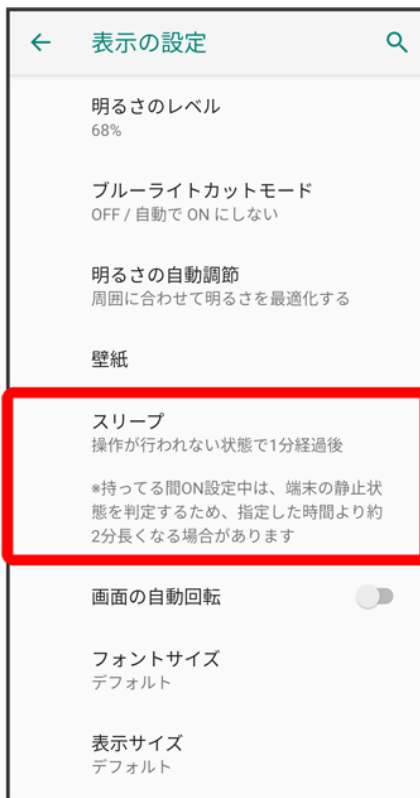 表示の設定
明るさのレベル
68%
ブルーライトカットモード
OFF / 自動で ON にしない
明るさの自動調節
周囲に合わせて明るさを最適化する
壁紙
スリープ
操作が行われない状態で1分経過後
※持ってる間ON設定中は、端末の静止状
態を判定するため、指定した時間より約
2分長くなる場合があります
画面の自動回転
フォントサイズ
デフォルト
表示サイズ
デフォルト